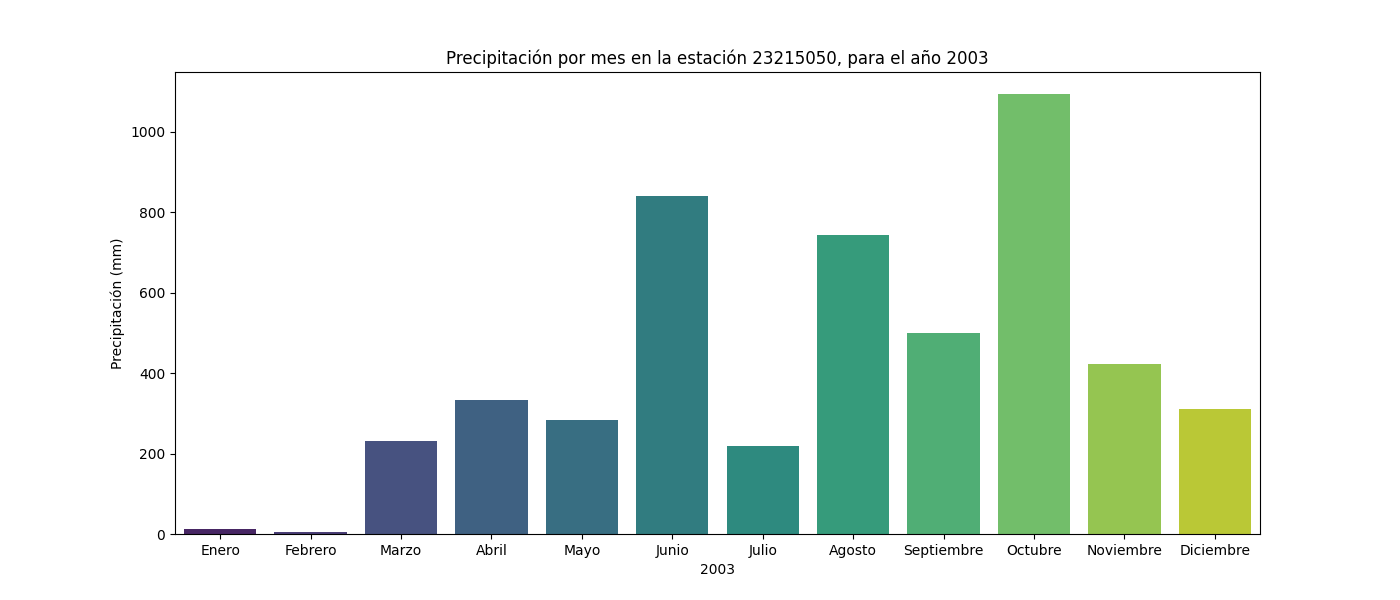 Precipitación por mes en la estación 23215050, para el año 2003
Precipitación (mm)
1000
800
600
400
200
0
Enero Febrero Marzo Abril Mayo Junio Julio Agosto Septiembre Octubre Noviembre Diciembre
2003